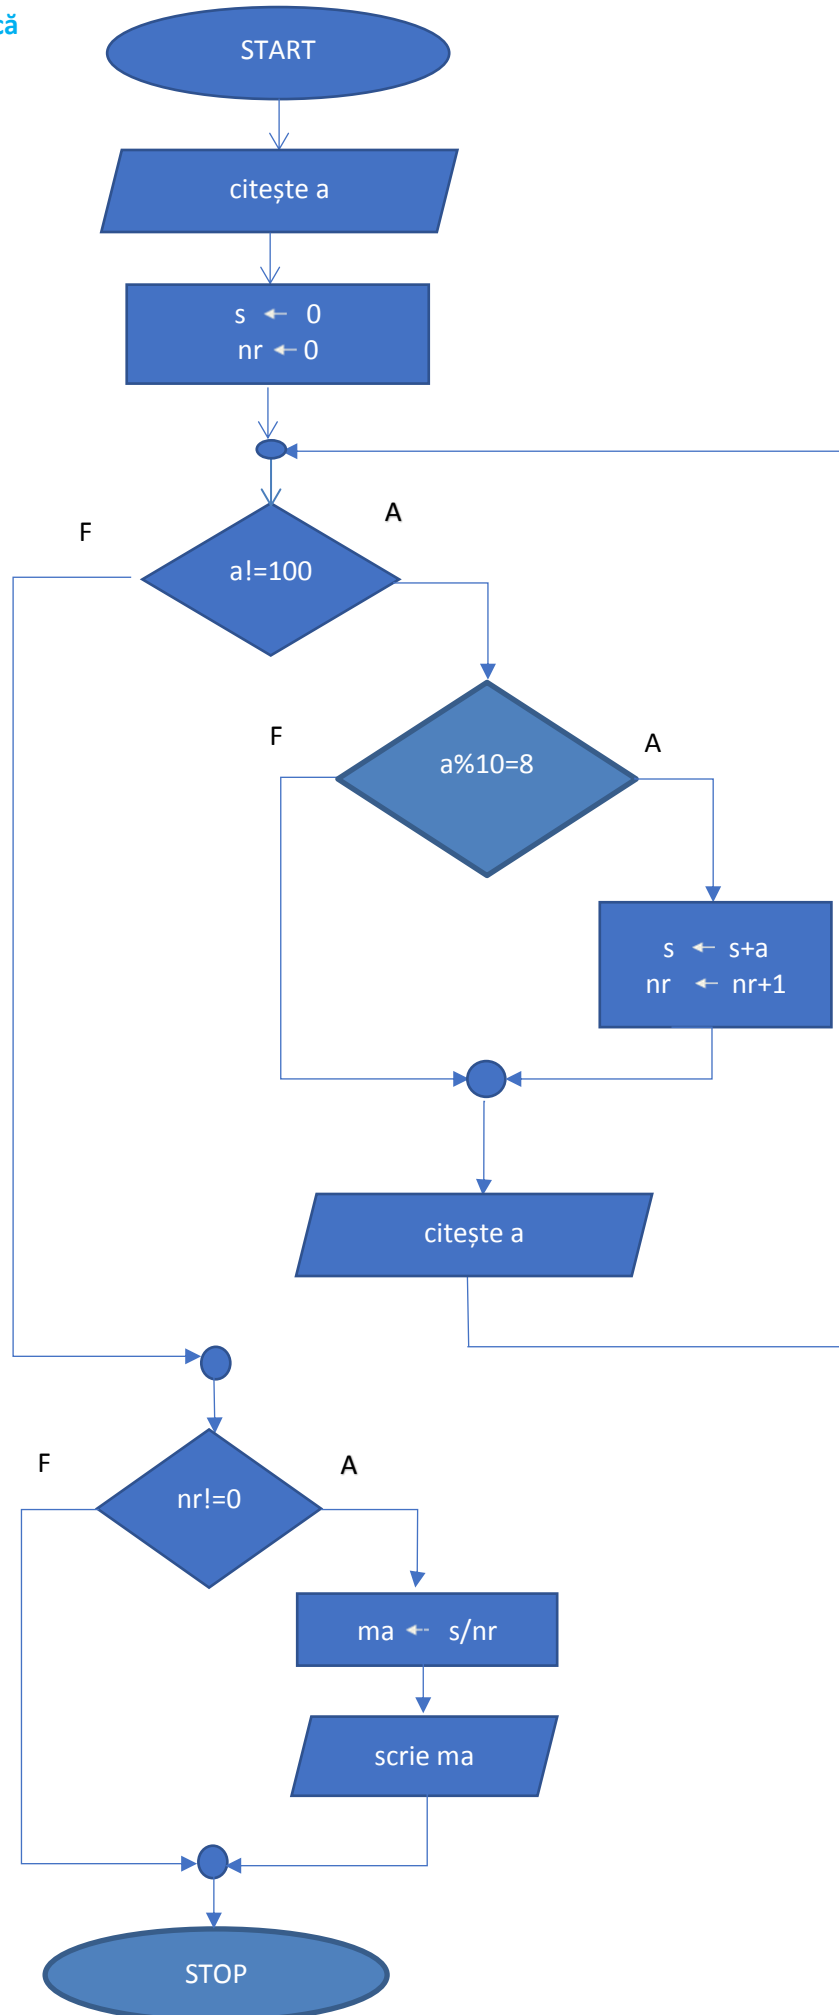 că
START
citește a
s ← 0
nr ← 0
F
A
a!=100
F
A
a%10=8
s ← s+a
nr ← nr+1
citește a
F
A
nr!=0
ma ← s/nr
scrie ma
STOP